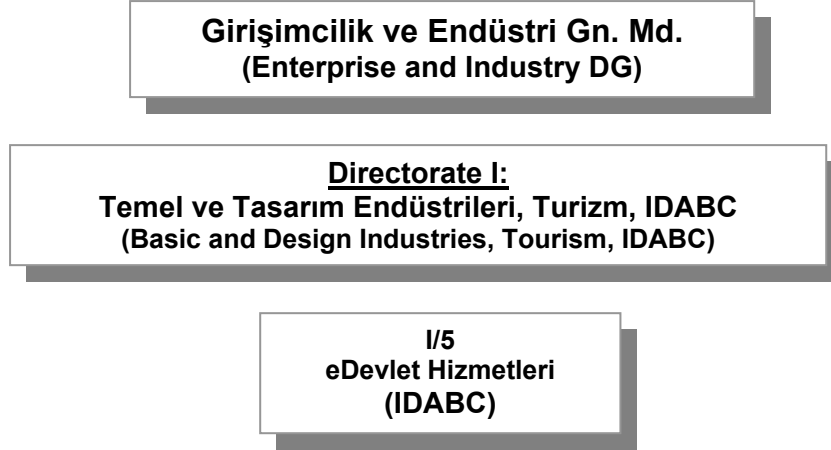 Girişimcilik ve Endüstri Gn. Md.
(Enterprise and Industry DG)
Directorate I:
Temel ve Tasarım Endüstrileri, Turizm, IDABC
(Basic and Design Industries, Tourism, IDABC)
I/5
eDevlet Hizmetleri
(IDABC)